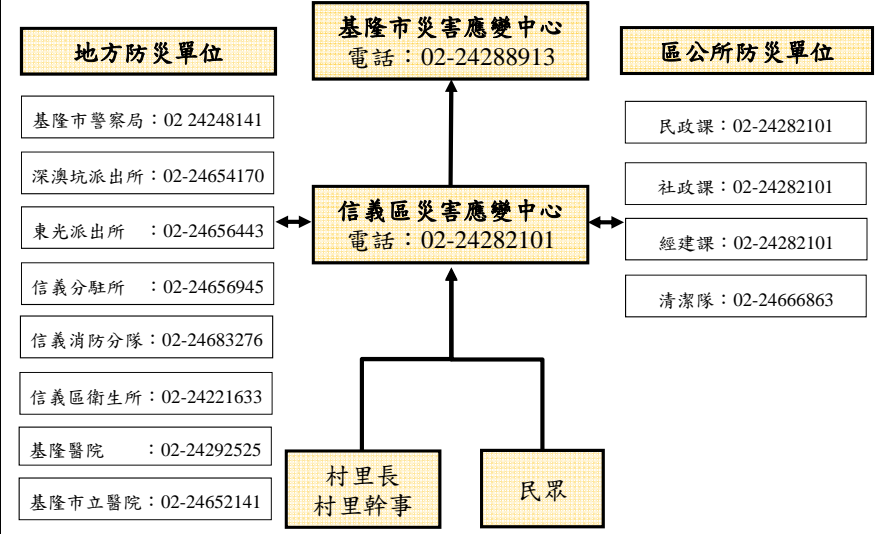 地方防災單位
基隆市警察局：02 24248141
深澳坑派出所：02-24654170
東光派出所　：02-24656443
信義分駐所　：02-24656945
信義消防分隊：02-24683276
信義區衛生所：02-24221633
基隆醫院　　：02-24292525
基隆市立醫院：02-24652141
基隆市災害應變中心
電話：02-24288913
信義區災害應變中心
電話：02-24282101
村里長
村里幹事
民眾
區公所防災單位
民政課：02-24282101
社政課：02-24282101
經建課：02-24282101
清潔隊：02-24666863